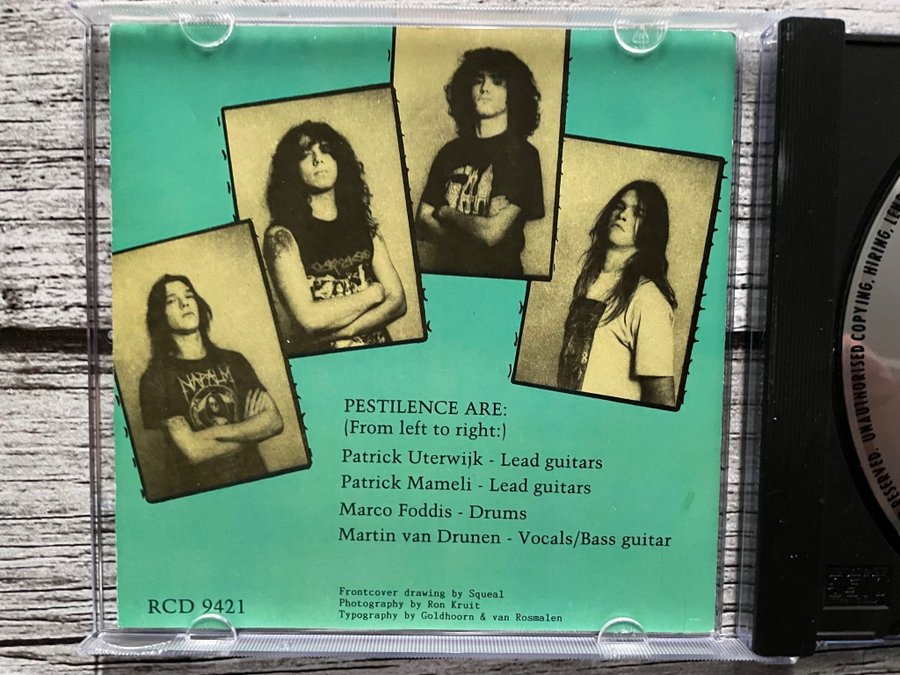 CARCASS
NAPALM
PESTILENCE ARE:
(From left to right:)
Patrick Uterwijk - Lead guitars
Patrick Mameli - Lead guitars
Marco Foddis - Drums
Martin van Drunen - Vocals/Bass guitar
RCD 9421
Frontcover drawing by Squeal
Photography by Ron Kruit
Typography by Goldhoorn & van Rosmalen
RESERVED. UNAUTHORISED COPYING, HIRING,